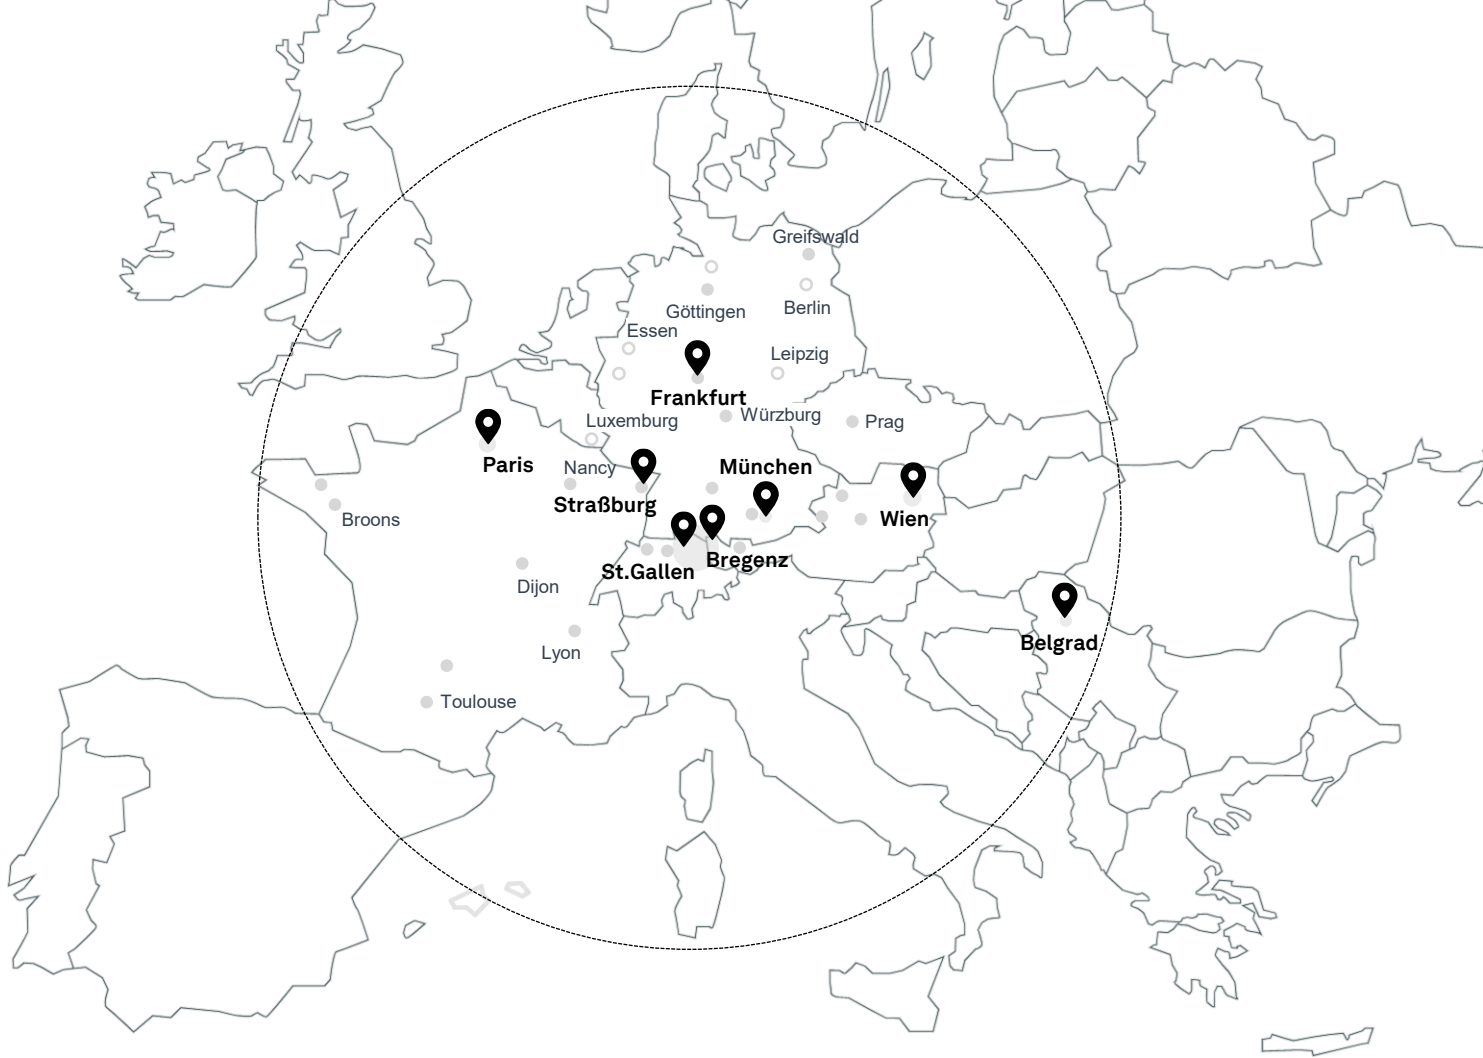 Greifswald
Göttingen
Berlin
Essen
Leipzig
Frankfurt
Luxemburg
Würzburg
Prag
Paris
Nancy
München
Straßburg
Broons
Wien
St.Gallen
Bregenz
Dijon
Belgrad
Lyon
Toulouse